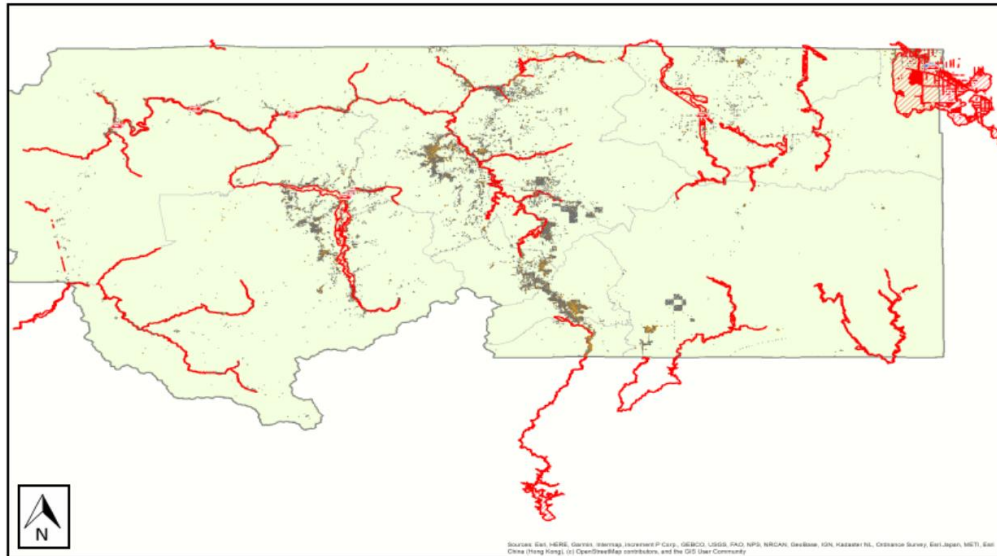 N
Sources: Esri, HERE, Garmin, Intermap, increment P Corp., GEBCO, USGS, FAO, NPS, NRCAN, GeoBase, IGN, Kadaster NL, Ordnance Survey, Esri Japan, METI, Esri
China (Hong Kong), (c) OpenStreetMap contributors, and the GIS User Community